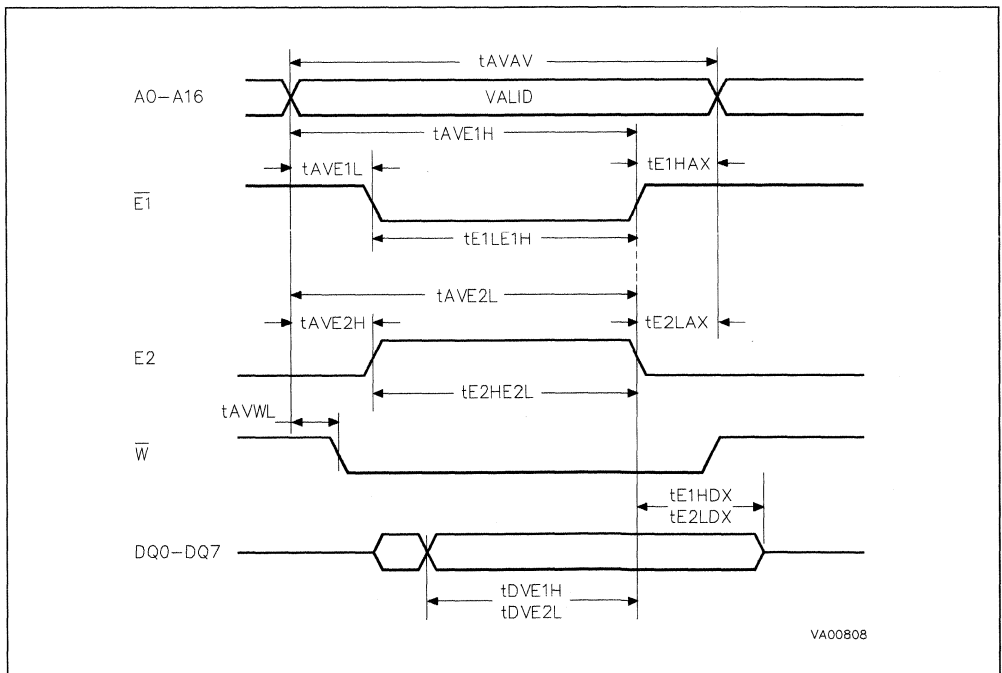 tAVAV
A0-A16
VALID
tAVE1H
tAVE1L
tE1HAX
E1
tE1LE1H
tAVE2L
tAVE2H
tE2LAX
E2
tE2HE2L
tAVWL
W
tE1HDX
tE2LDX
DQ0-DQ7
tDVE1H
tDVE2L
VA00808